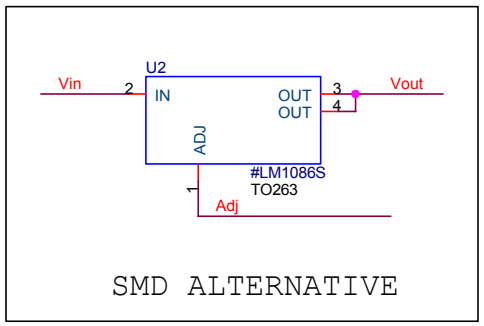 U2
Vin
2
IN
OUT
3
Vout
OUT
4
ADJ
1
#LM1086S
TO263
Adj
SMD ALTERNATIVE